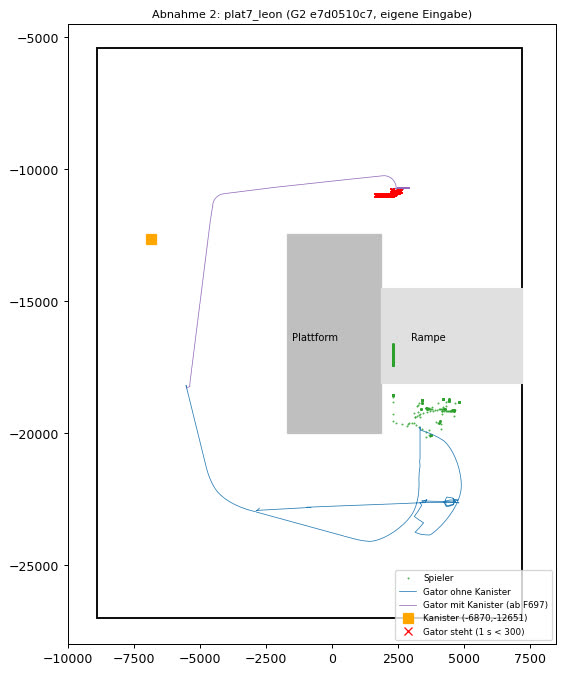 Abnahme 2: plat7_leon (G2 e7d0510c7, eigene Eingabe)
−5000
−10000
−15000
−20000
−25000
Plattform
Rampe
Spieler
Gator ohne Kanister
Gator mit Kanister (ab F697)
Kanister (-6870,-12651)
Gator steht (1 s < 300)
−10000 −7500 −5000 −2500 0 2500 5000 7500